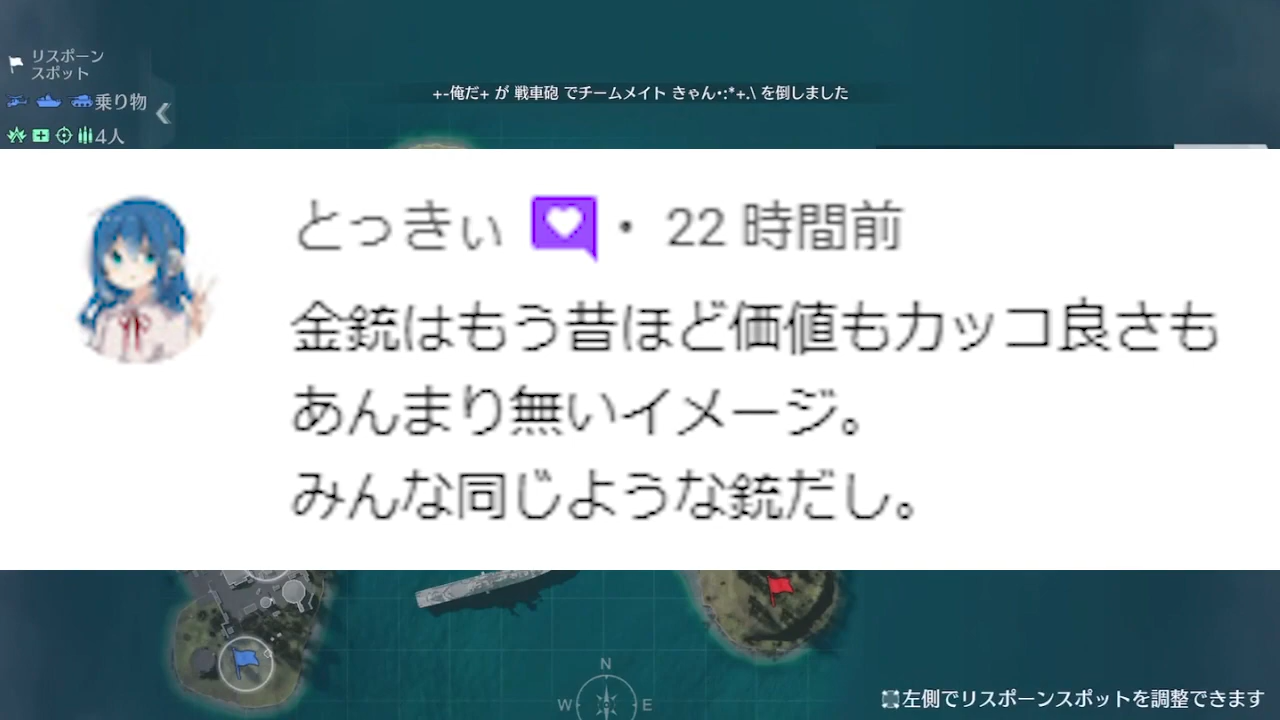 リスポーン
スポット
乗り物
4人
+-俺だ+ が 戦車砲 でチームメイト きゃん･:*+.\ を倒しました
とっきぃ ・ 22 時間前
金銃はもう昔ほど価値もカッコ良さも
あんまり無いイメージ。
みんな同じような銃だし。
N
W E
左側でリスポーンスポットを調整できます